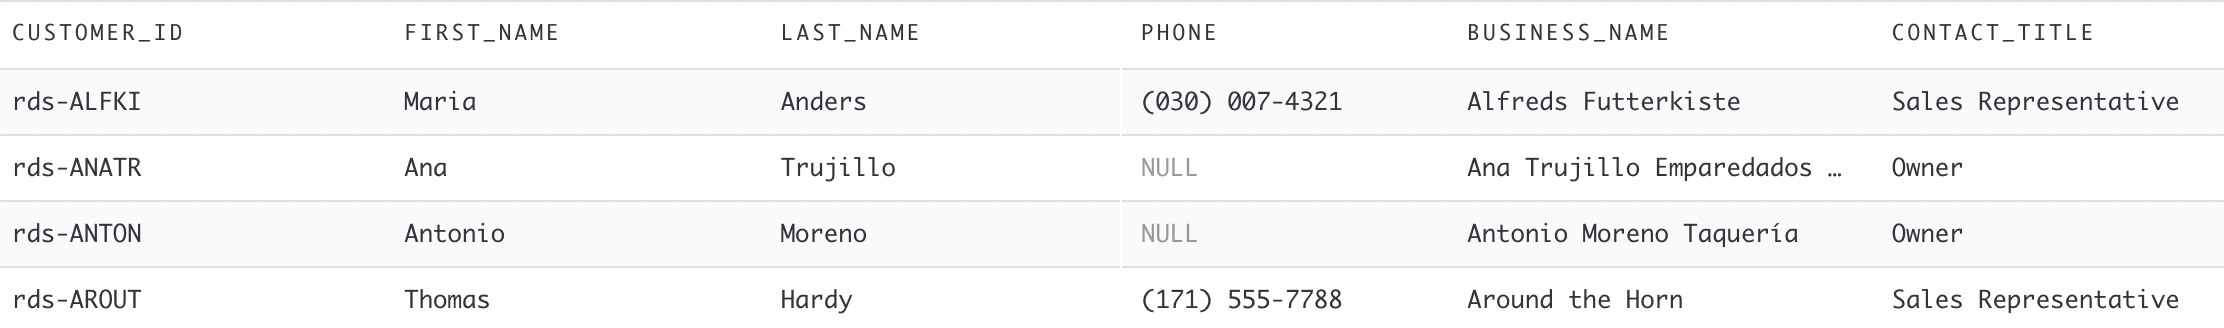 CUSTOMER_ID FIRST_NAME LAST_NAME PHONE BUSINESS_NAME CONTACT_TITLE
rds-ALFKI Maria Anders (030) 007-4321 Alfreds Futterkiste Sales Representative
rds-ANATR Ana Trujillo NULL Ana Trujillo Emparedados … Owner
rds-ANTON Antonio Moreno NULL Antonio Moreno Taquería Owner
rds-AROUT Thomas Hardy (171) 555-7788 Around the Horn Sales Representative